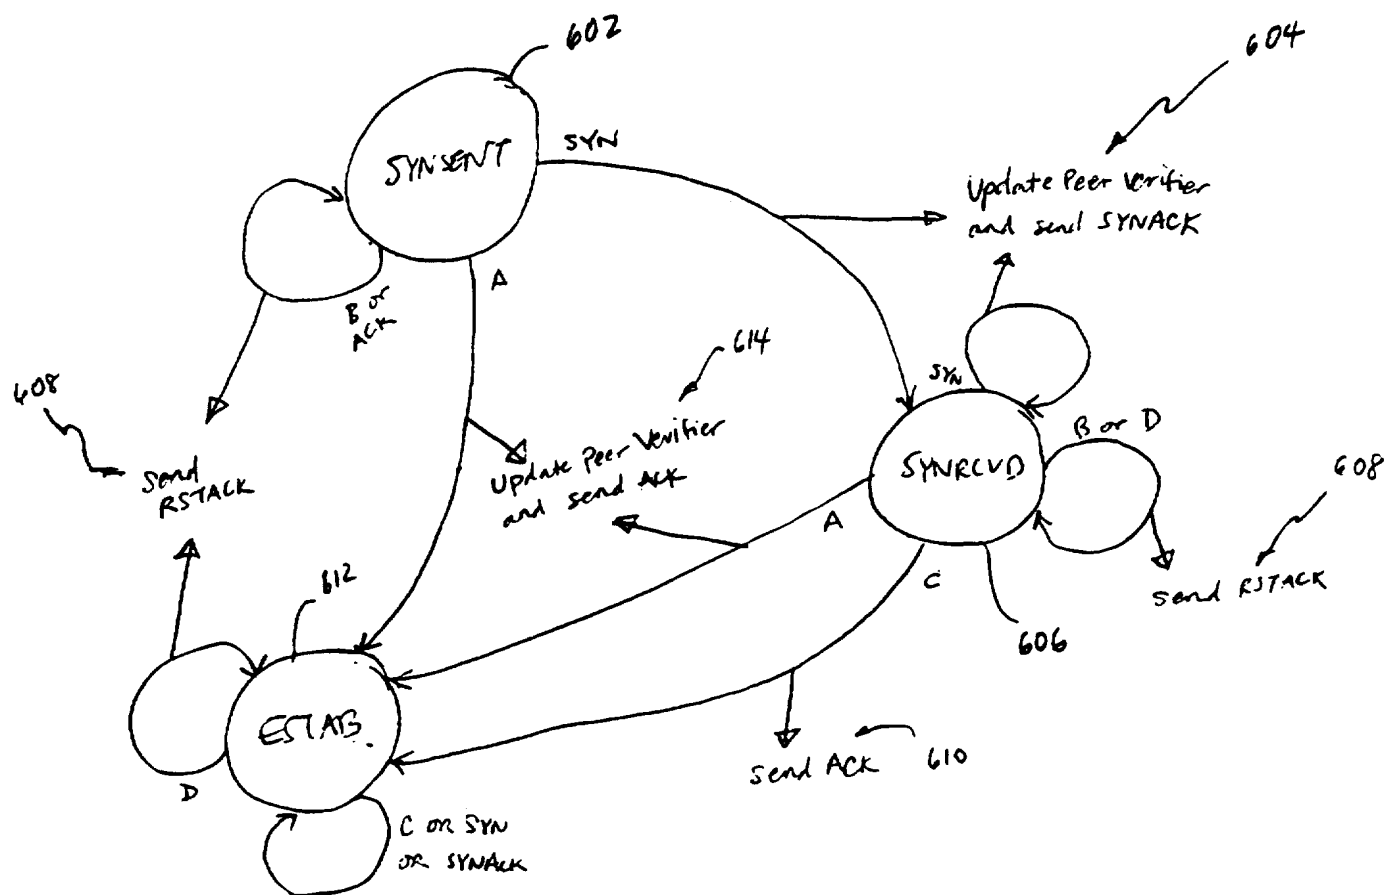 602
604
SYNSENT
SYN
Update Peer Verifier
and send SYNACK
A
B or
ACK
614
608
SYN
B or D
Update Peer Verifier
and send ACK
SYNRCVD
608
Send
RSTACK
A
C
Send RSTACK
612
606
ESTAB
Send ACK
610
D
C OR SYN
OR SYNACK